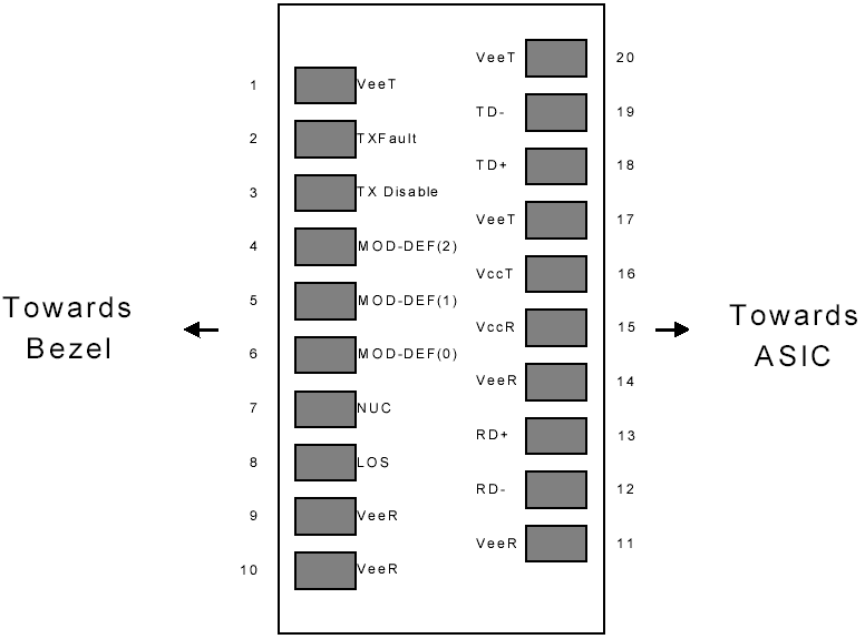 VeeT 20
1 VeeT
TD- 19
2 TXFault
TD+ 18
3 TX Disable
VeeT 17
4 MOD-DEF(2)
VccT 16
5 MOD-DEF(1)
Towards
Bezel
VccR 15
Towards
ASIC
6 MOD-DEF(0)
VeeR 14
7 NUC
RD+ 13
8 LOS
RD- 12
9 VeeR
VeeR 11
10 VeeR